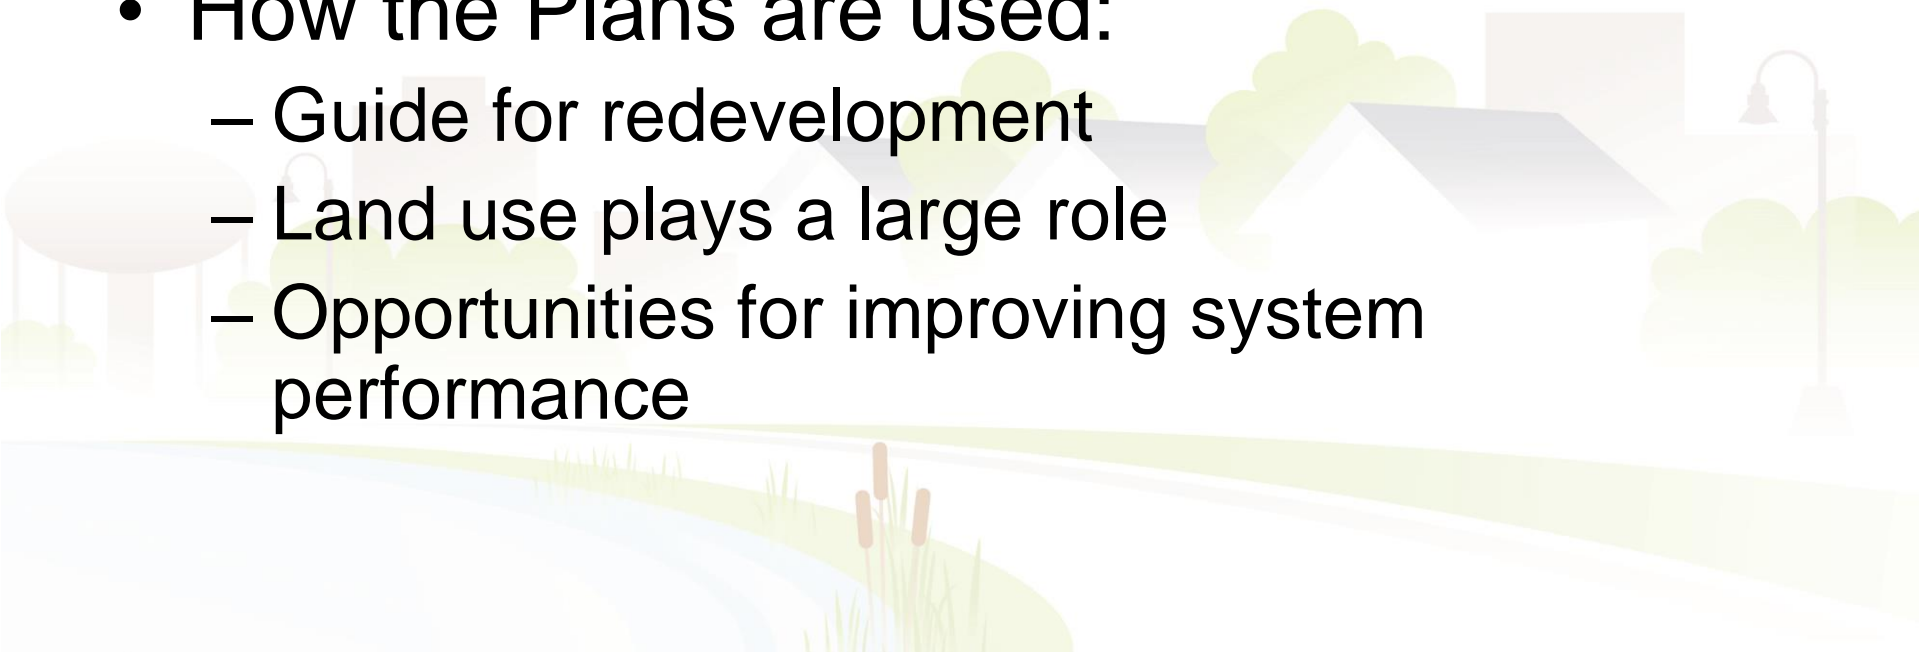 • How the Plans are used:
– Guide for redevelopment
– Land use plays a large role
– Opportunities for improving system
performance